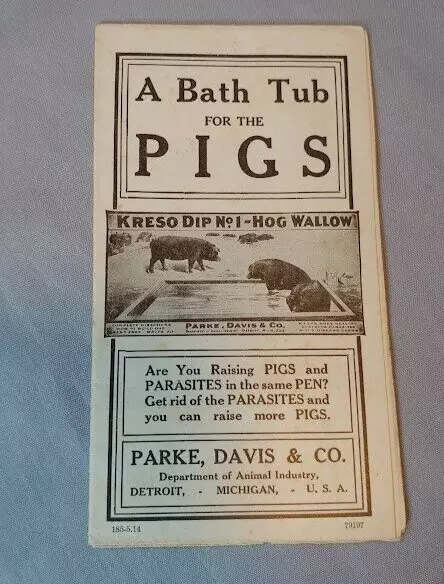 A Bath Tub
FOR THE
PIGS
KRESO DIP Nº1-HOG WALLOW
PARKE, DAVIS & CO.
Are You Raising PIGS and
PARASITES in the same PEN?
Get rid of the PARASITES and
you can raise more PIGS.
PARKE, DAVIS & CO.
Department of Animal Industry,
DETROIT, - MICHIGAN, - U. S. A.
185-5.14 79197